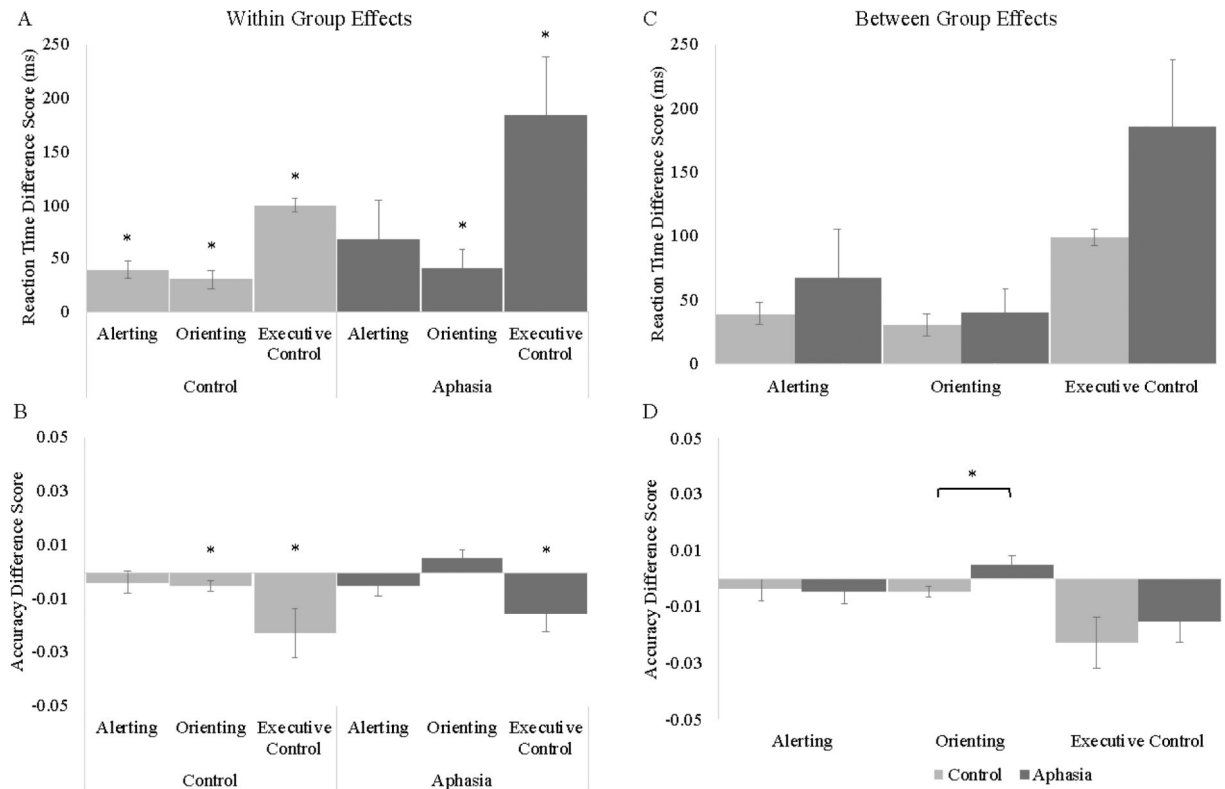 A
Within Group Effects
Reaction Time Difference Score (ms)
250
200
150
100
50
0
*
*
*
*
*
Alerting
Orienting
Executive
Control
Alerting
Orienting
Executive
Control
Control
Aphasia
B
Accuracy Difference Score
0.05
0.03
0.01
-0.01
-0.03
-0.05
*
*
*
Alerting
Orienting
Executive
Control
Alerting
Orienting
Executive
Control
Control
Aphasia
C
Between Group Effects
Reaction Time Difference Score (ms)
250
200
150
100
50
0
Alerting
Orienting
Executive Control
D
Accuracy Difference Score
0.05
0.03
0.01
-0.01
-0.03
-0.05
*
Alerting
Orienting
Executive Control
Control
Aphasia